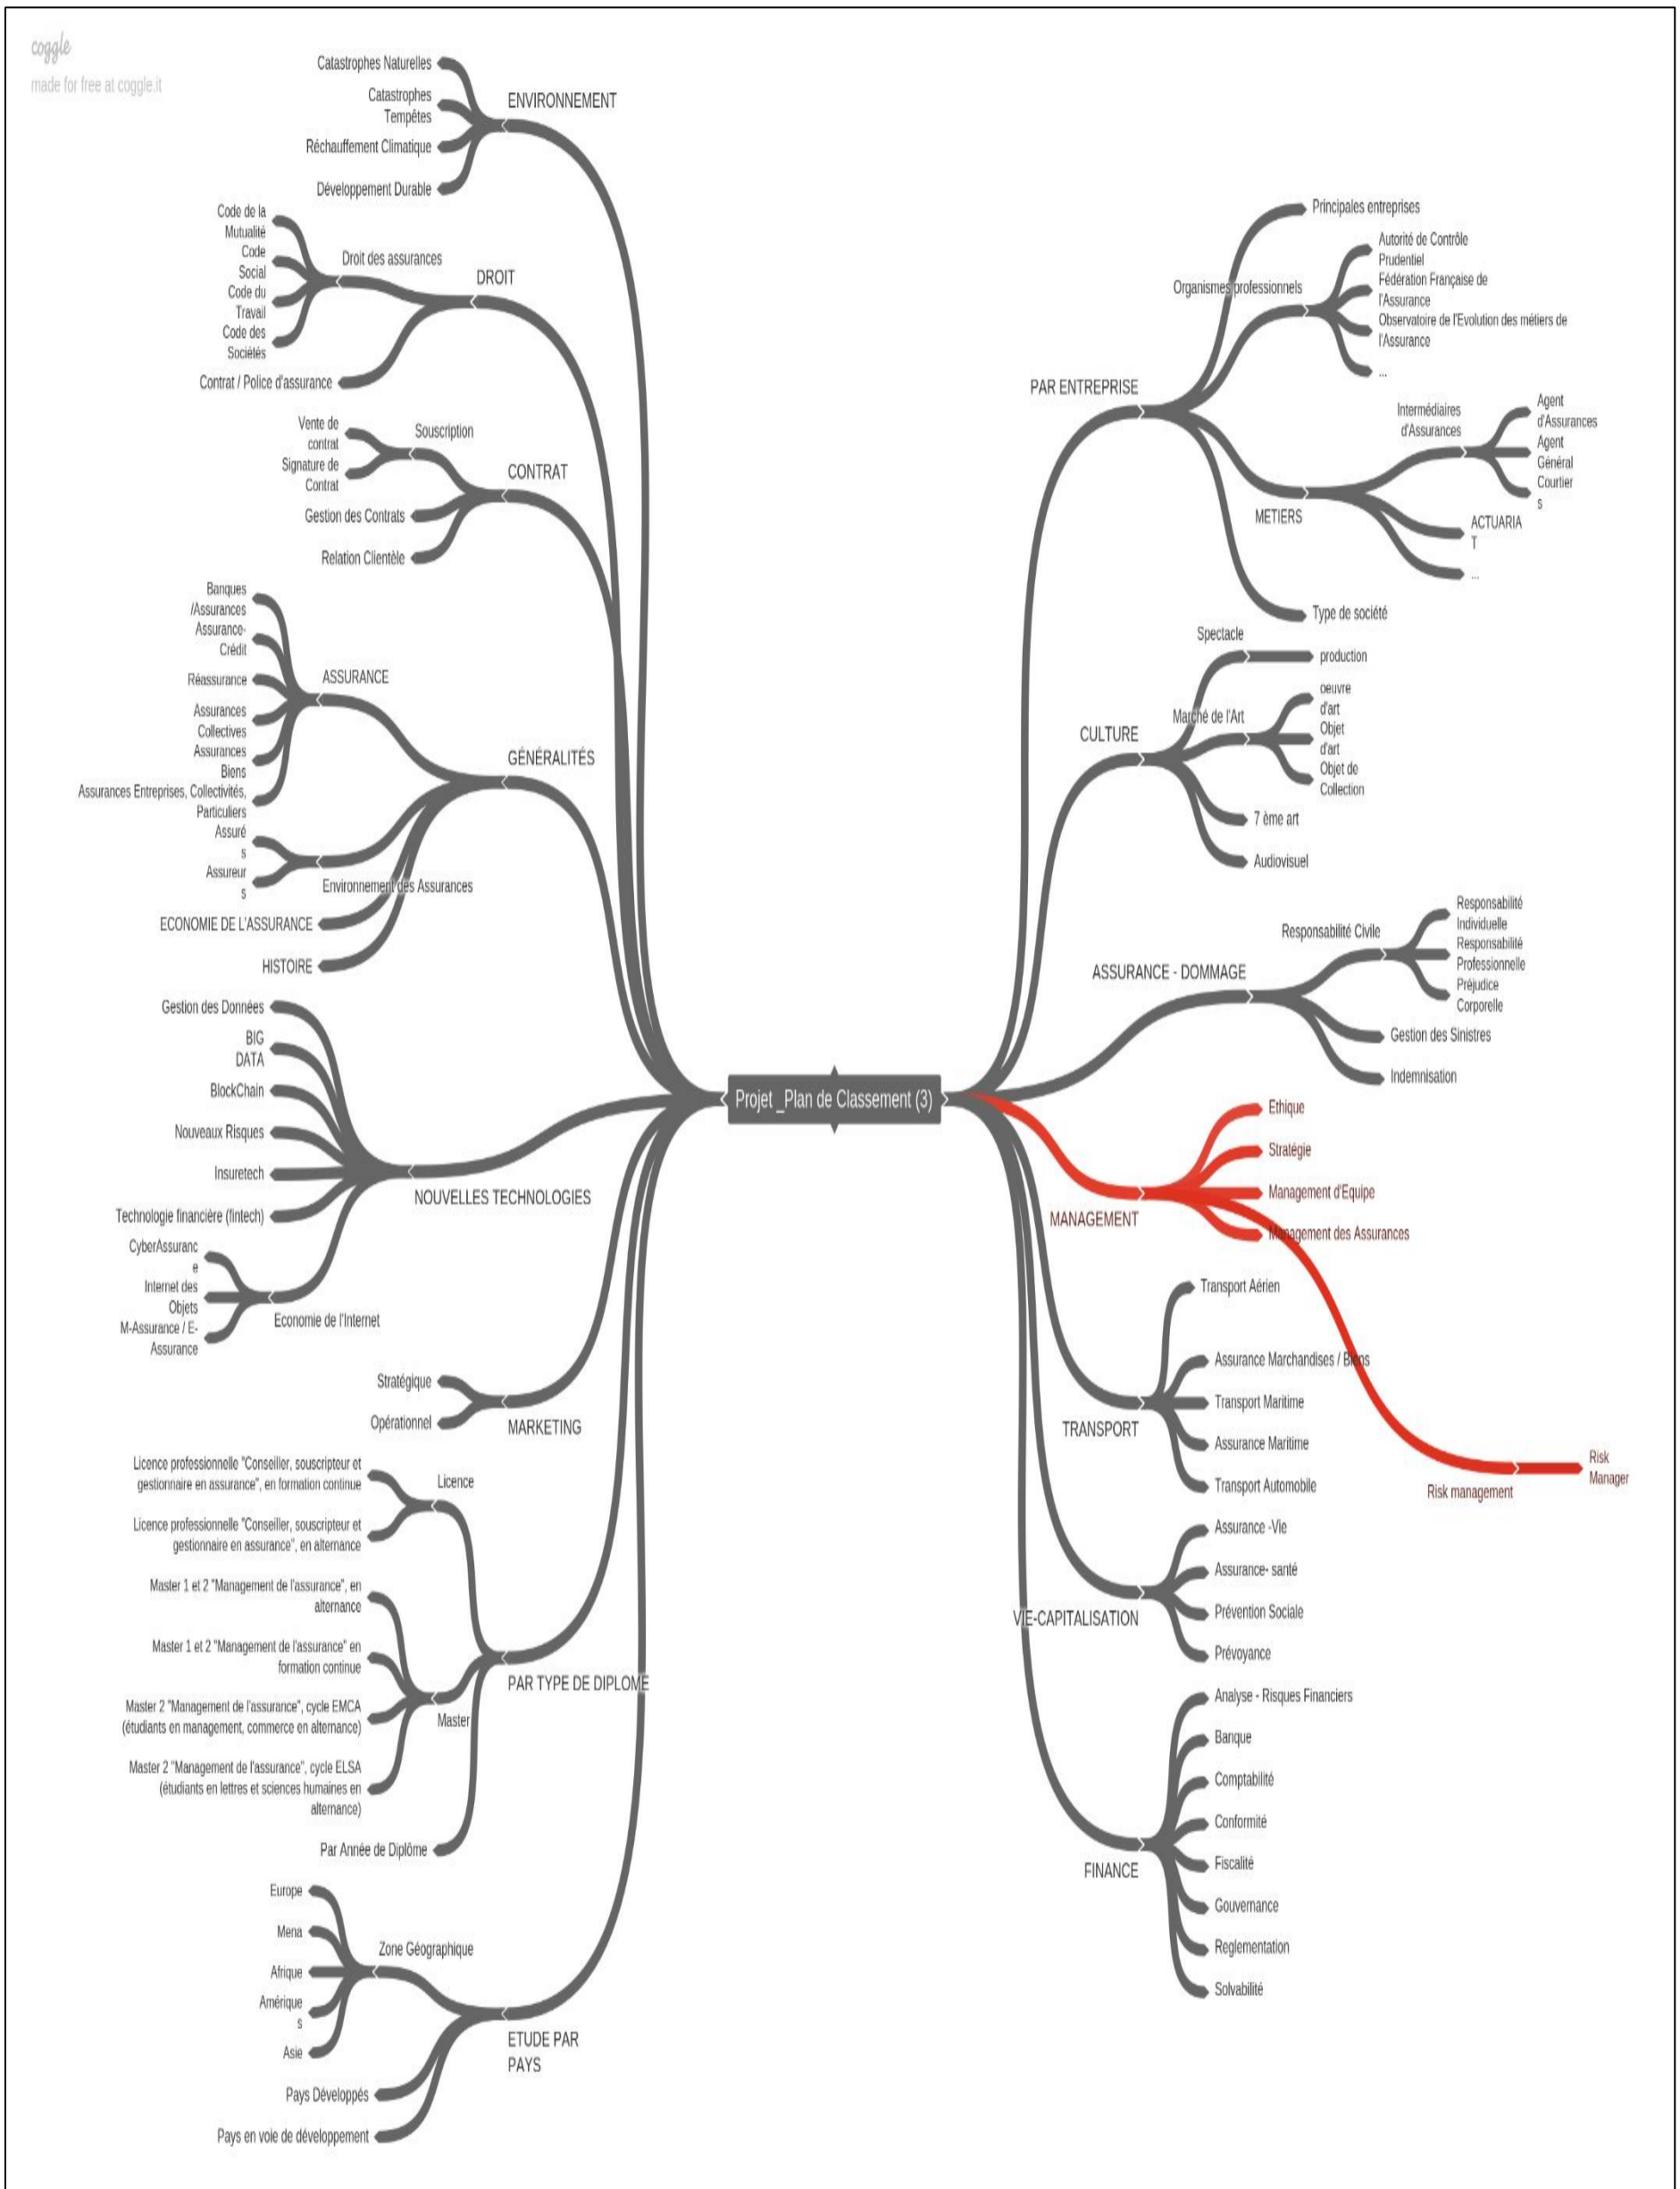 coggle
made for free at coggle.it
Catastrophes Naturelles
Catastrophes
Tempêtes
Réchauffement Climatique
Développement Durable
ENVIRONNEMENT
Code de la
Mutualité
Code
Social
Code du
Travail
Code des
Sociétés
Droit des assurances
Contrat / Police d'assurance
DROIT
Vente de
contrat
Signature de
Contrat
Souscription
Gestion des Contrats
Relation Clientèle
CONTRAT
Banques
/Assurances
Assurance-
Crédit
Réassurance
Assurances
Collectives
Assurances
Biens
Assurances Entreprises, Collectivités,
Particuliers
ASSURANCE
Assuré
s
Assureur
s
Environnement des Assurances
ECONOMIE DE L'ASSURANCE
HISTOIRE
GÉNÉRALITÉS
Gestion des Données
BIG
DATA
BlockChain
Nouveaux Risques
Insuretech
Technologie financière (fintech)
CyberAssuranc
e
Internet des
Objets
M-Assurance / E-
Assurance
Economie de l'Internet
NOUVELLES TECHNOLOGIES
Stratégique
Opérationnel
MARKETING
Licence professionnelle "Conseiller, souscripteur et
gestionnaire en assurance", en formation continue
Licence professionnelle "Conseiller, souscripteur et
gestionnaire en assurance", en alternance
Licence
Master 1 et 2 "Management de l'assurance", en
alternance
Master 1 et 2 "Management de l'assurance" en
formation continue
Master 2 "Management de l'assurance", cycle EMCA
(étudiants en management, commerce en alternance)
Master 2 "Management de l'assurance", cycle ELSA
(étudiants en lettres et sciences humaines en
alternance)
Master
Par Année de Diplôme
PAR TYPE DE DIPLOME
Europe
Mena
Afrique
Amérique
s
Asie
Zone Géographique
Pays Développés
Pays en voie de développement
ETUDE PAR
PAYS
Projet _Plan de Classement (3)
PAR ENTREPRISE
Principales entreprises
Organismes professionnels
Autorité de Contrôle
Prudentiel
Fédération Française de
l'Assurance
Observatoire de l'Evolution des métiers de
l'Assurance
...
METIERS
Intermédiaires
d'Assurances
Agent
d'Assurances
Agent
Général
Courtier
s
ACTUARIA
T
...
Type de société
CULTURE
Spectacle
production
Marché de l'Art
oeuvre
d'art
Objet
d'art
Objet de
Collection
7 ème art
Audiovisuel
ASSURANCE - DOMMAGE
Responsabilité Civile
Responsabilité
Individuelle
Responsabilité
Professionnelle
Préjudice
Corporelle
Gestion des Sinistres
Indemnisation
MANAGEMENT
Ethique
Stratégie
Management d'Equipe
Management des Assurances
Risk management
Risk
Manager
TRANSPORT
Transport Aérien
Assurance Marchandises / Biens
Transport Maritime
Assurance Maritime
Transport Automobile
VIE-CAPITALISATION
Assurance -Vie
Assurance- santé
Prévention Sociale
Prévoyance
FINANCE
Analyse - Risques Financiers
Banque
Comptabilité
Conformité
Fiscalité
Gouvernance
Reglementation
Solvabilité